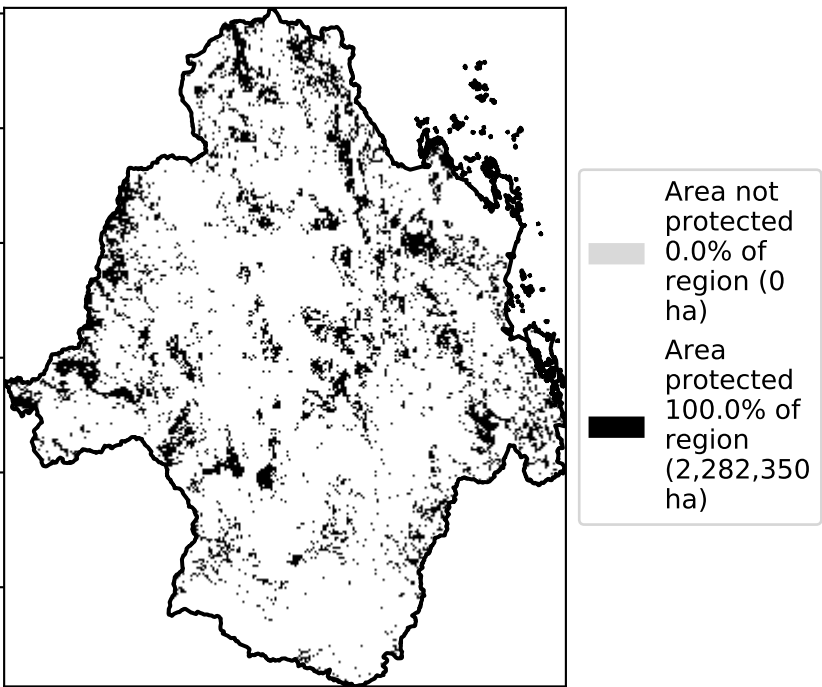 Area not
protected
0.0% of
region (0
ha)
Area
protected
100.0% of
region
(2,282,350
ha)